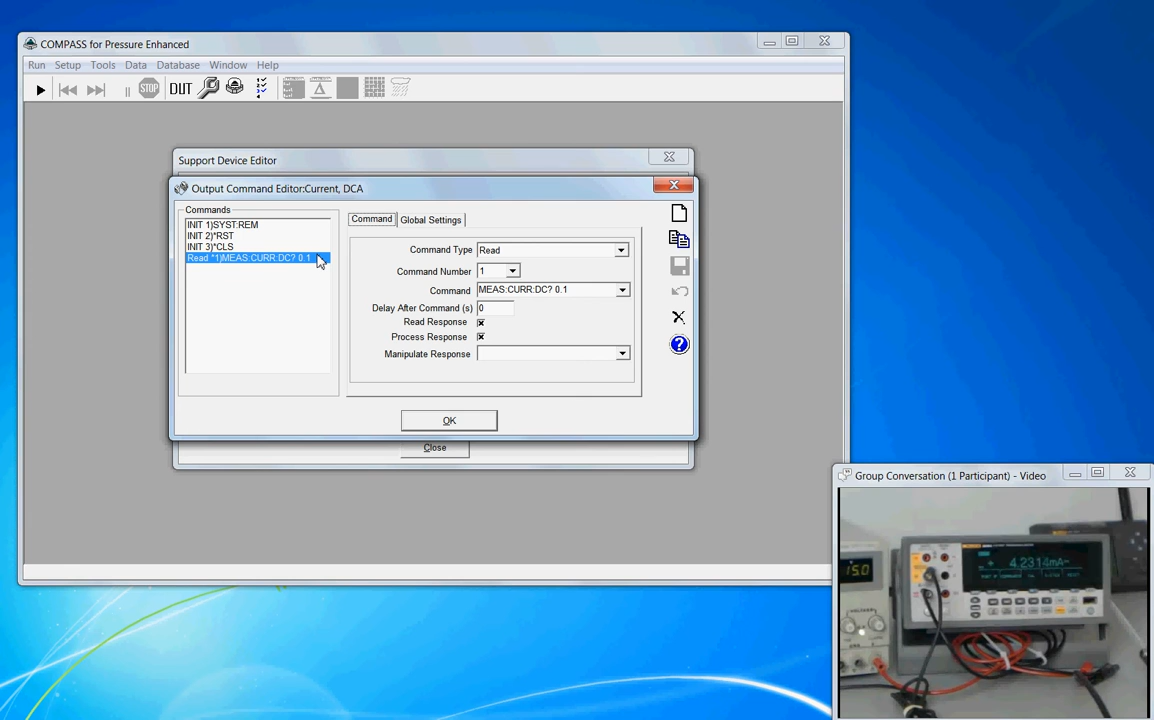 COMPASS for Pressure Enhanced
Run Setup Tools Data Database Window Help
STOP DUT
Support Device Editor
Output Command Editor:Current, DCA
Commands
INIT 1)SYST:REM
INIT 2)*RST
INIT 3)*CLS
Read *1)MEAS:CURR:DC? 0.1
Command Global Settings
Command Type Read
Command Number 1
Command MEAS:CURR:DC? 0.1
Delay After Command (s) 0
Read Response
Process Response
Manipulate Response
OK
Close
Group Conversation (1 Participant) - Video
15.0
4.2314mA